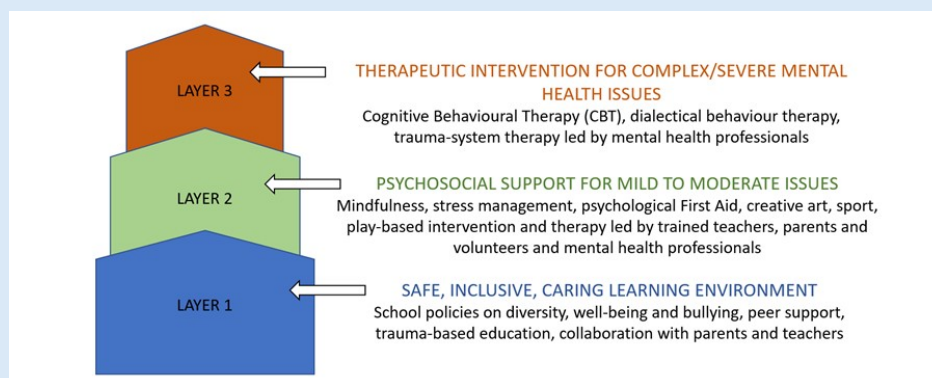 LAYER 3
THERAPEUTIC INTERVENTION FOR COMPLEX/SEVERE MENTAL
HEALTH ISSUES
Cognitive Behavioural Therapy (CBT), dialectical behaviour therapy,
trauma-system therapy led by mental health professionals
LAYER 2
PSYCHOSOCIAL SUPPORT FOR MILD TO MODERATE ISSUES
Mindfulness, stress management, psychological First Aid, creative art, sport,
play-based intervention and therapy led by trained teachers, parents and
volunteers and mental health professionals
LAYER 1
SAFE, INCLUSIVE, CARING LEARNING ENVIRONMENT
School policies on diversity, well-being and bullying, peer support,
trauma-based education, collaboration with parents and teachers